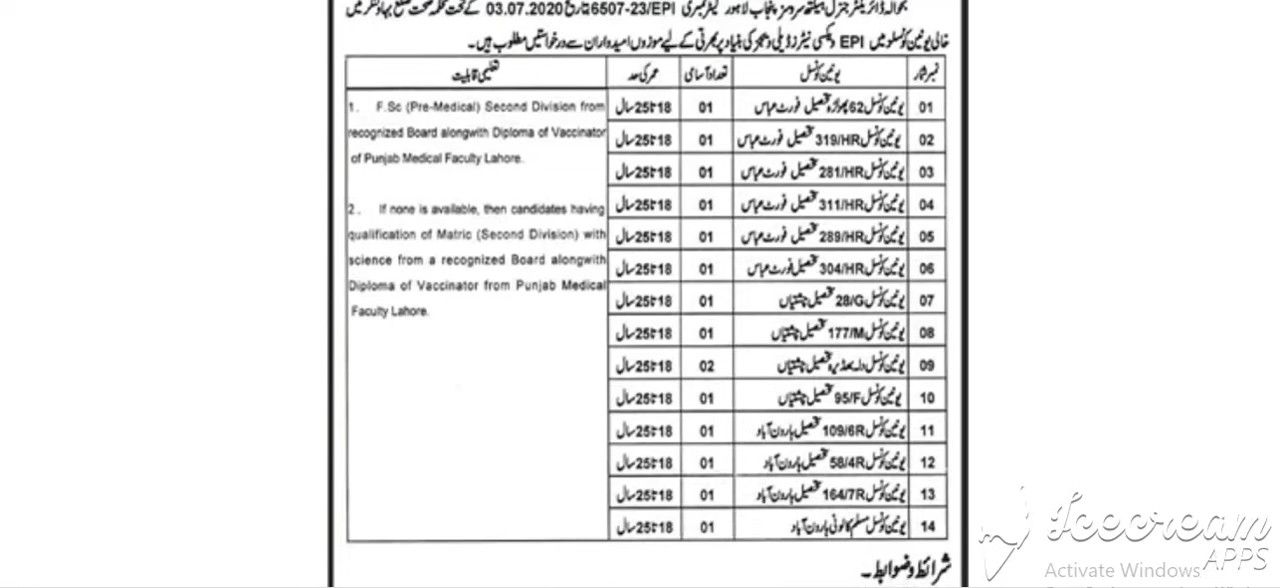 بحوالہ ڈائریکٹر جنرل ہیلتھ سروسز پنجاب لاہور لیٹر نمبری 6507-23/EPI تاریخ 03.07.2020 کے تحت محکمہ صحت ضلع بہاولنگر میں
خالی یونین کونسلو میں EPI ویکسی نیٹرز ڈیلی ویجز کی بنیاد پر بھرتی کے لیے موزوں امیدواران سے درخواستیں مطلوب ہیں۔
نمبر شمار یونین کونسل تعداد آسامی عمر کی حد تعلیمی قابلیت
01 یونین کونسل 62 پھوڑہ تحصیل فورٹ عباس 01 18 تا 25 سال
02 یونین کونسل 319/HR تحصیل فورٹ عباس 01 18 تا 25 سال
03 یونین کونسل 281/HR تحصیل فورٹ عباس 01 18 تا 25 سال
04 یونین کونسل 311/HR تحصیل فورٹ عباس 01 18 تا 25 سال
05 یونین کونسل 289/HR تحصیل فورٹ عباس 01 18 تا 25 سال
06 یونین کونسل 304/HR تحصیل فورٹ عباس 01 18 تا 25 سال
07 یونین کونسل 28/G تحصیل چشتیاں 01 18 تا 25 سال
08 یونین کونسل 177/M تحصیل چشتیاں 01 18 تا 25 سال
09 یونین کونسل دلہ بھڈیرہ تحصیل چشتیاں 02 18 تا 25 سال
10 یونین کونسل 95/F تحصیل چشتیاں 01 18 تا 25 سال
11 یونین کونسل 109/6R تحصیل ہارون آباد 01 18 تا 25 سال
12 یونین کونسل 58/4R تحصیل ہارون آباد 01 18 تا 25 سال
13 یونین کونسل 164/7R تحصیل ہارون آباد 01 18 تا 25 سال
14 یونین کونسل مسلم کالونی ہارون آباد 01 18 تا 25 سال
1. F.Sc (Pre-Medical) Second Division from
recognized Board alongwith Diploma of Vaccinator
of Punjab Medical Faculty Lahore.
2. If none is available, then candidates having
qualification of Matric (Second Division) with
science from a recognized Board alongwith
Diploma of Vaccinator from Punjab Medical
Faculty Lahore.
شرائط و ضوابط۔
Icecream
APPS
Activate Windows